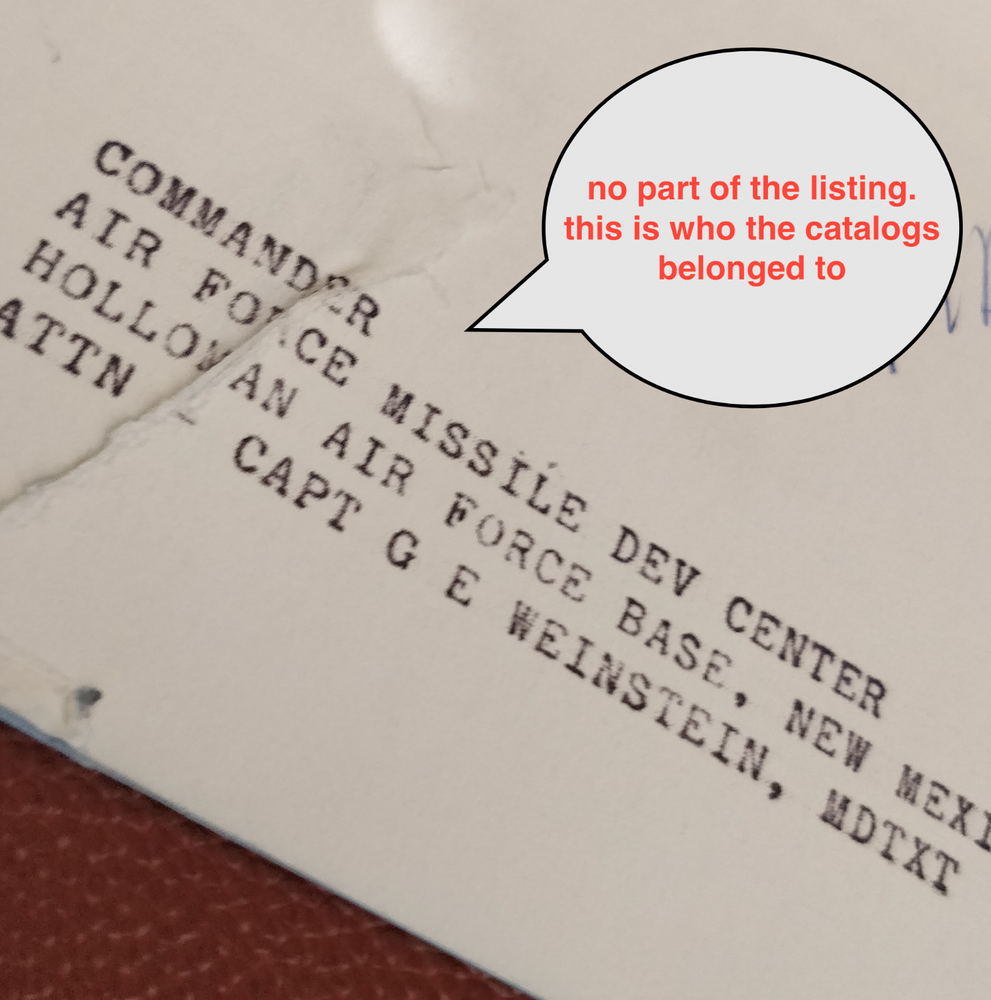 COMMANDER
AIR FORCE MISSILE DEV CENTER
HOLLOMAN AIR FORCE BASE, NEW MEXI
ATTN - CAPT G E WEINSTEIN, MDTXT
no part of the listing.
this is who the catalogs
belonged to